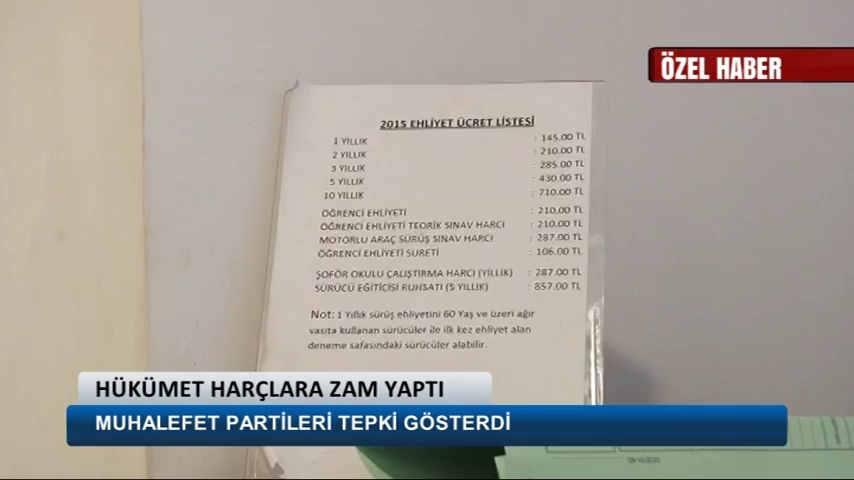 ÖZEL HABER
2015 EHLİYET ÜCRET LİSTESİ
1 YILLIK : 145.00 TL
2 YILLIK : 210.00 TL
3 YILLIK : 285.00 TL
5 YILLIK : 430.00 TL
10 YILLIK : 710.00 TL
ÖĞRENCİ EHLİYETİ : 210.00 TL
ÖĞRENCİ EHLİYETİ TEORİK SINAV HARCI : 210.00 TL
MOTORLU ARAÇ SÜRÜŞ SINAV HARCI : 287.00 TL
ÖĞRENCİ EHLİYETİ SURETİ : 106.00 TL
ŞOFÖR OKULU ÇALIŞTIRMA HARCI (YILLIK) : 287.00 TL
SÜRÜCÜ EĞİTİCİSİ RUHSATI (5 YILLIK) : 857.00 TL
Not: 1 Yıllık sürüş ehliyetini 60 Yaş ve üzeri ağır
vasıta kullanan sürücüler ile ilk kez ehliyet alan
deneme safasındaki sürücüler alabilir.
HÜKÜMET HARÇLARA ZAM YAPTI
MUHALEFET PARTİLERİ TEPKİ GÖSTERDİ